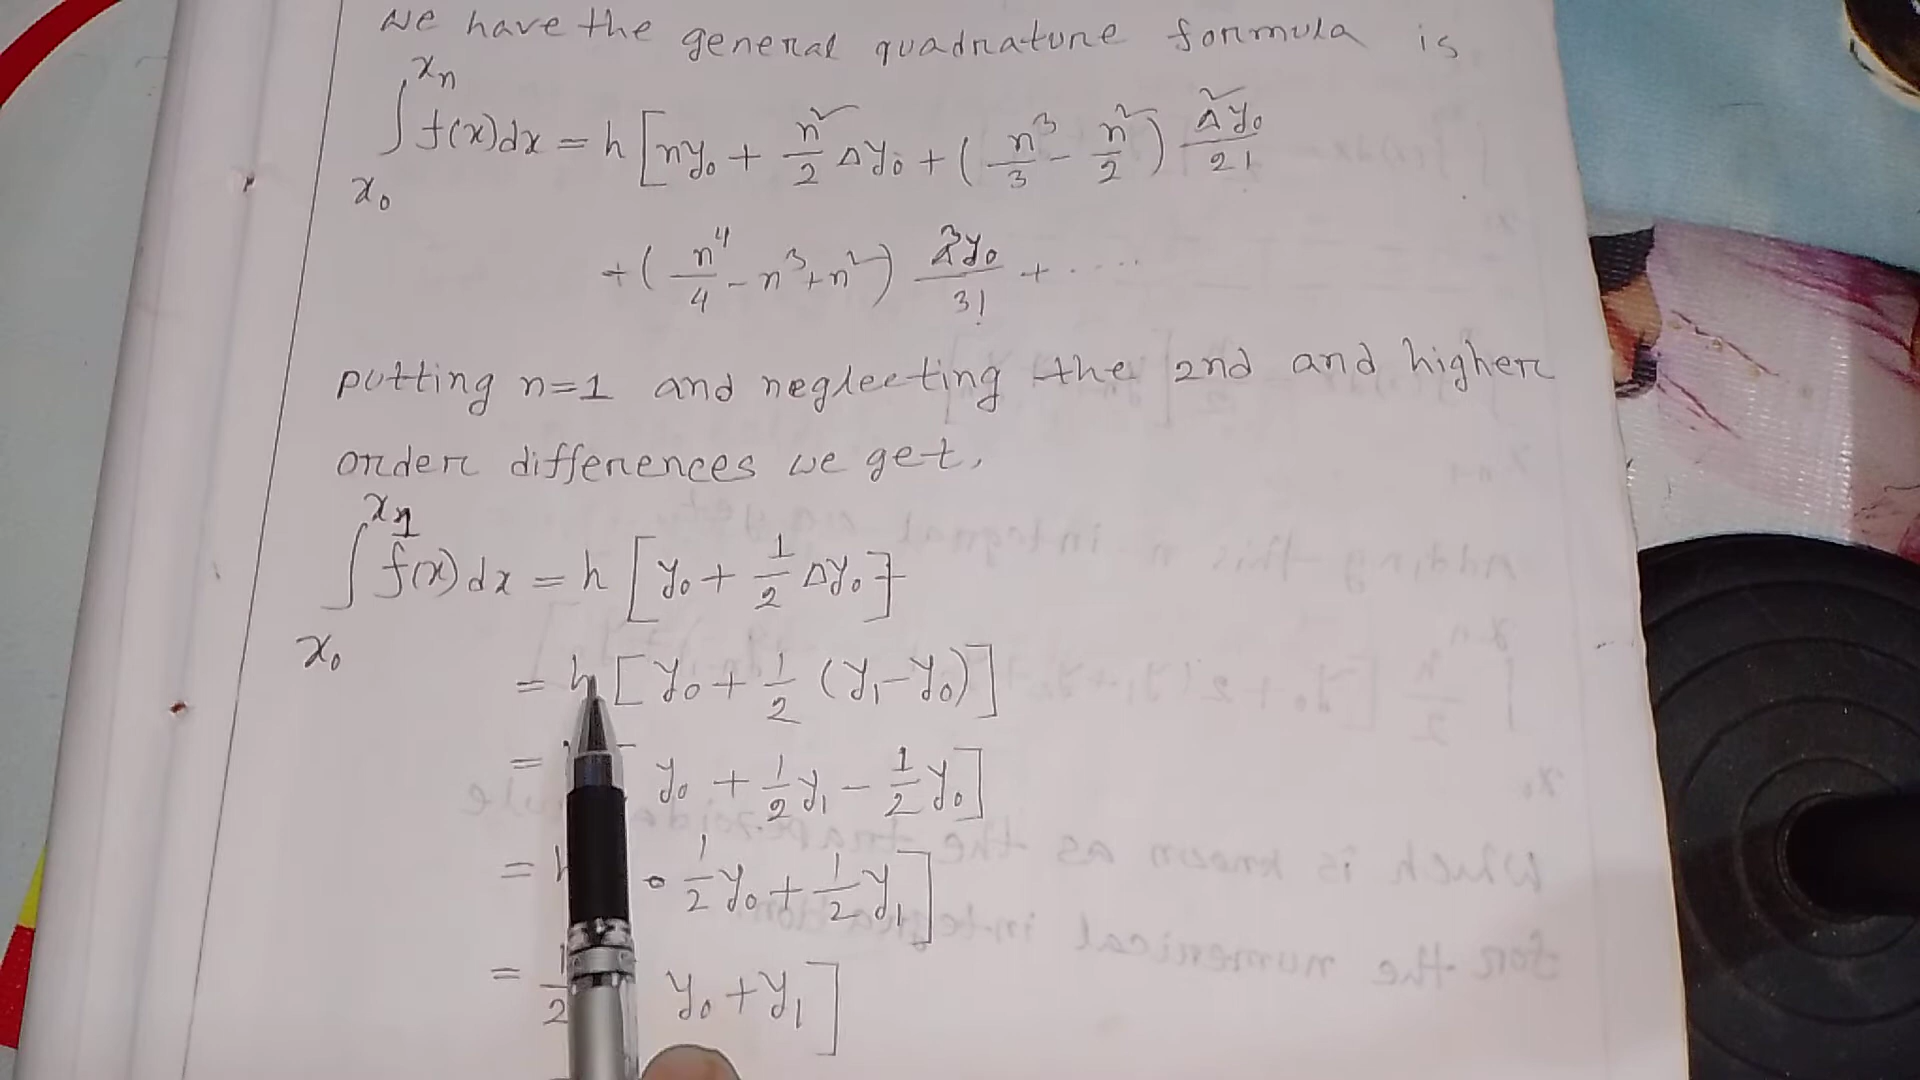 we have the general quadrature formula is
∫_{x₀}^{xₙ} f(x)dx = h [ny₀ + n²/2 Δy₀ + (n³/3 - n²/2) Δ²y₀/2!
+ (n⁴/4 - n³ + n²) Δ³y₀/3! + .....
putting n=1 and neglecting the 2nd and higher
order differences we get,
∫_{x₀}^{x₁} f(x)dx = h [y₀ + 1/2 Δy₀]
= h [y₀ + 1/2 (y₁-y₀)]
= y₀ + 1/2 y₁ - 1/2 y₀]
= h 1/2 y₀ + 1/2 y₁]
= 1/2 y₀ + y₁]